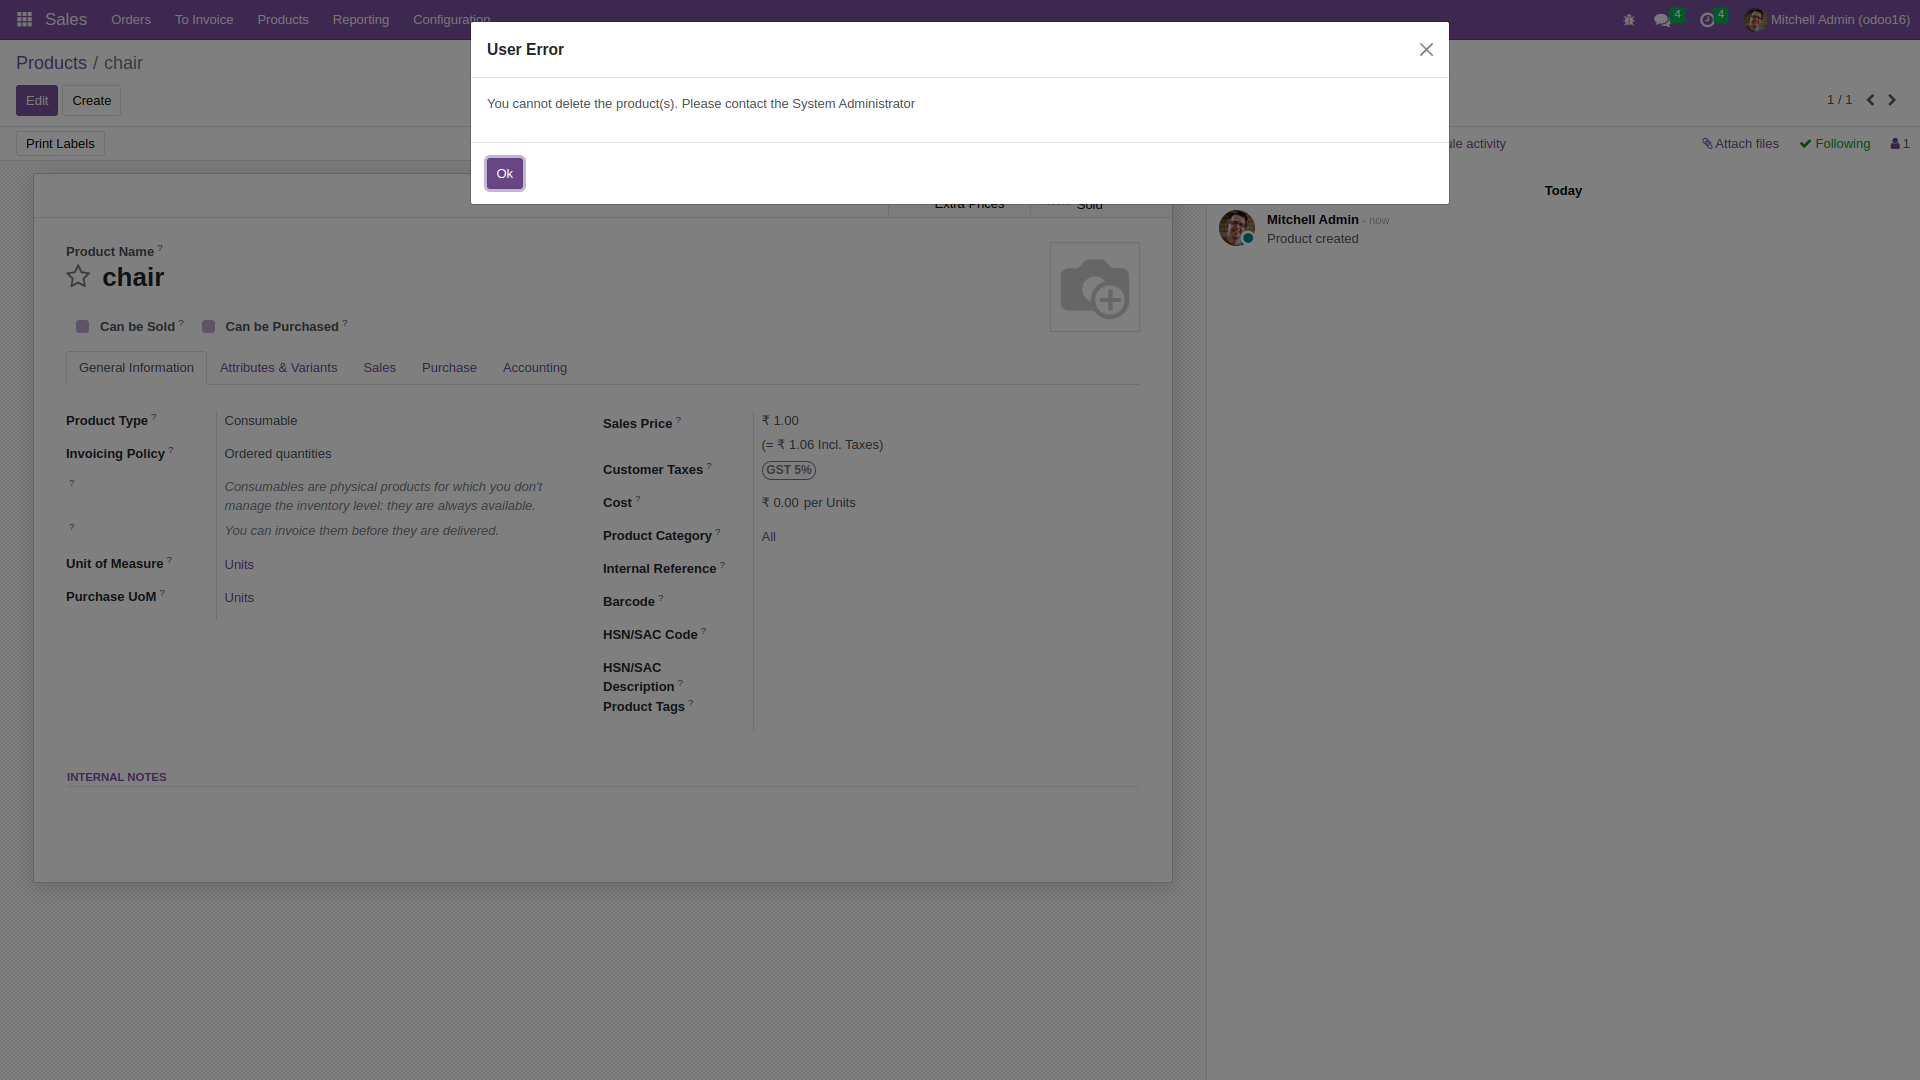 Sales Orders To Invoice Products Reporting Configuration 4 4 Mitchell Admin (odoo16)
User Error
Products / chair
You cannot delete the product(s). Please contact the System Administrator
Edit Create
1 / 1
Print Labels
ule activity Attach files Following 1
Ok
Today
Extra Prices Sold
Mitchell Admin - now
Product created
Product Name ?
chair
Can be Sold ? Can be Purchased ?
General Information Attributes & Variants Sales Purchase Accounting
Product Type ? Consumable
Sales Price ? ₹ 1.00
(= ₹ 1.06 Incl. Taxes)
Invoicing Policy ? Ordered quantities
Customer Taxes ? GST 5%
? Consumables are physical products for which you don't
manage the inventory level: they are always available.
Cost ? ₹ 0.00 per Units
? You can invoice them before they are delivered.
Product Category ? All
Unit of Measure ? Units
Internal Reference ?
Purchase UoM ? Units
Barcode ?
HSN/SAC Code ?
HSN/SAC
Description ?
Product Tags ?
INTERNAL NOTES